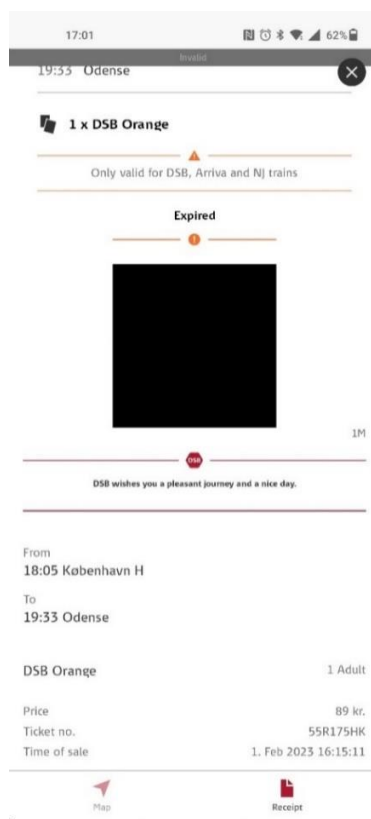 17:01
62%
Invalid
19:33 Odense
1 x DSB Orange
Only valid for DSB, Arriva and NJ trains
Expired
1M
DSB
DSB wishes you a pleasant journey and a nice day.
From
18:05 København H
To
19:33 Odense
DSB Orange 1 Adult
Price 89 kr.
Ticket no. 55R175HK
Time of sale 1. Feb 2023 16:15:11
Map Receipt